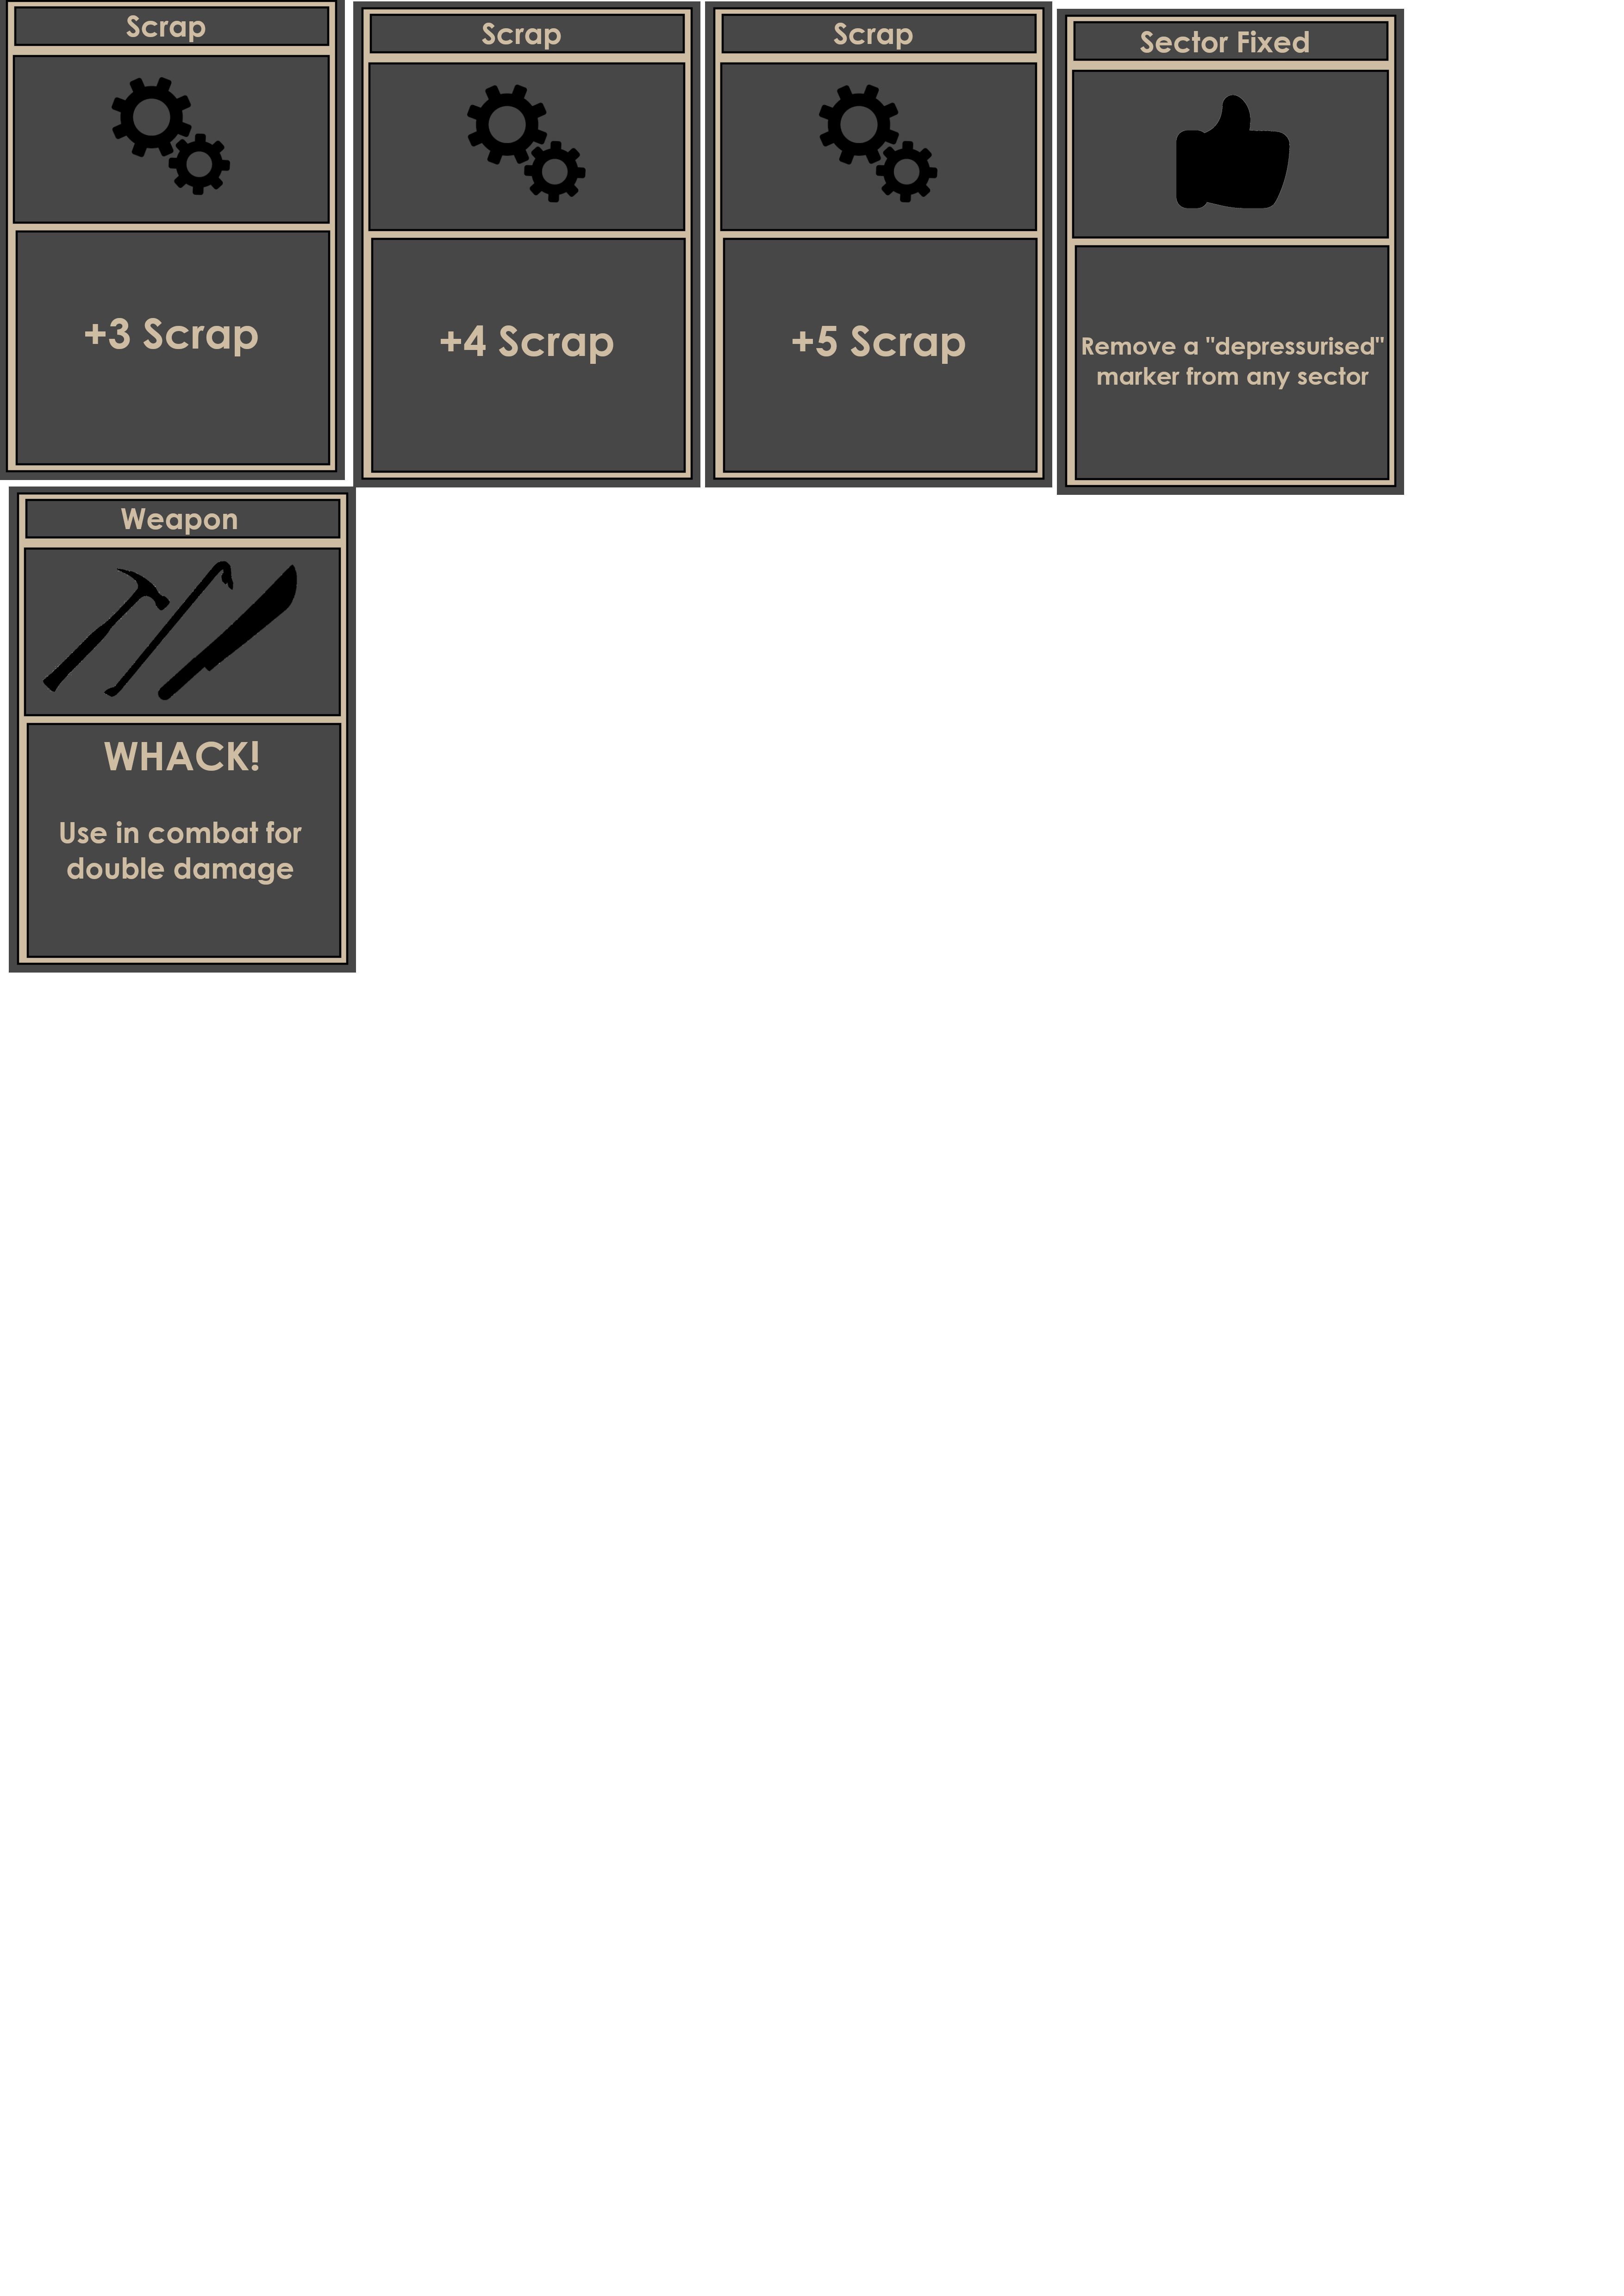 Scrap
+3 Scrap
Scrap
+4 Scrap
Scrap
+5 Scrap
Sector Fixed
Remove a "depressurised"
marker from any sector
Weapon
WHACK!
Use in combat for
double damage